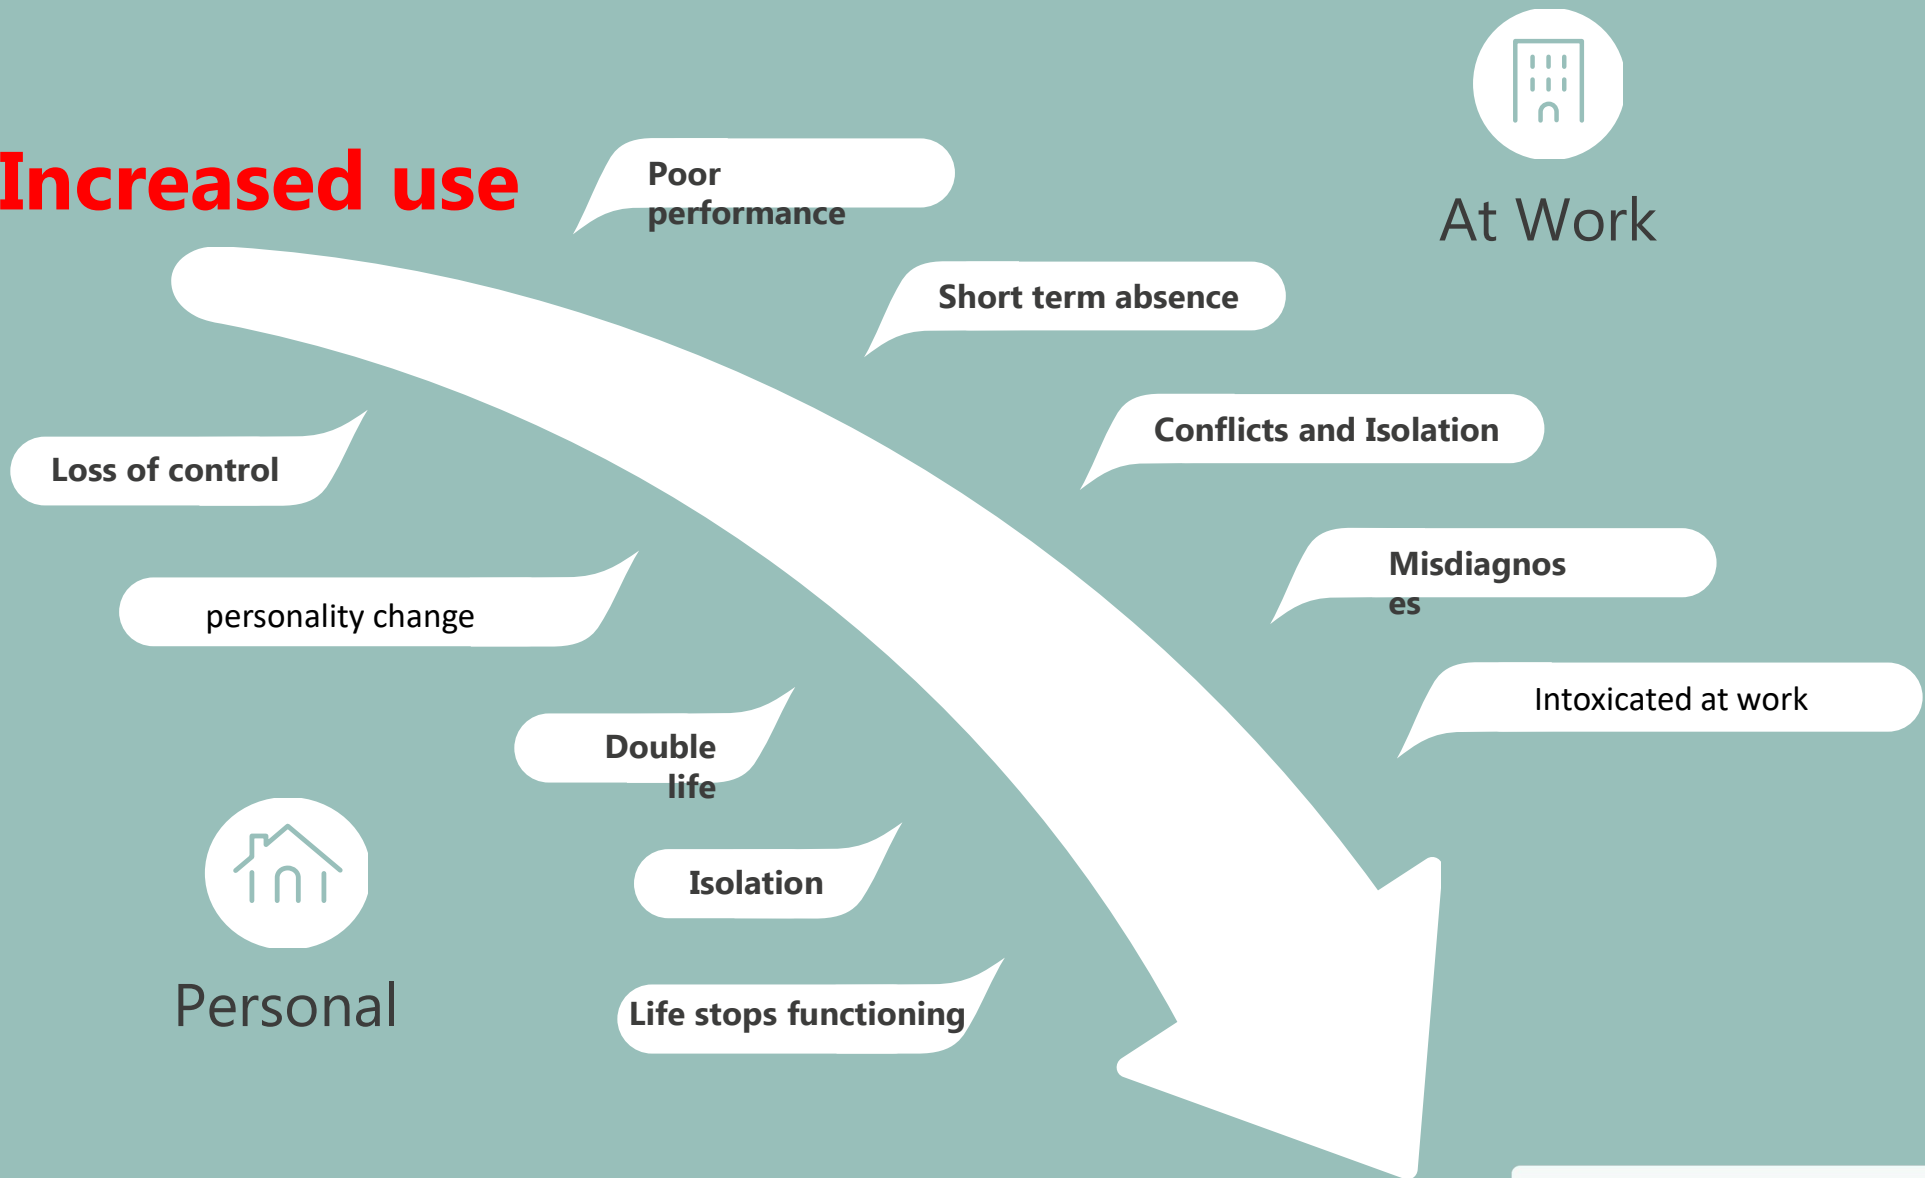 Increased use
Poor
performance
At Work
Short term absence
Conflicts and Isolation
Loss of control
Misdiagnos
es
personality change
Intoxicated at work
Double
life
Isolation
Personal
Life stops functioning